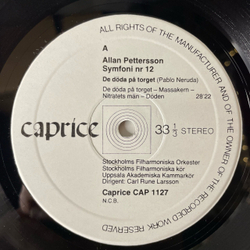 ALL RIGHTS OF THE MANUFACTURER AND OF THE OWNER OF THE RECORDED WORK RESERVED
A
Allan Pettersson
Symfoni nr 12
De döda på torget (Pablo Neruda)
De döda på torget – Massakern –
Nitratets män – Döden 28'22
caprice
33 1/3 STEREO
Stockholms Filharmoniska Orkester
Stockholms Filharmoniska kör
Uppsala Akademiska Kammarkör
Dirigent: Carl Rune Larsson
Caprice CAP 1127
N.C.B.